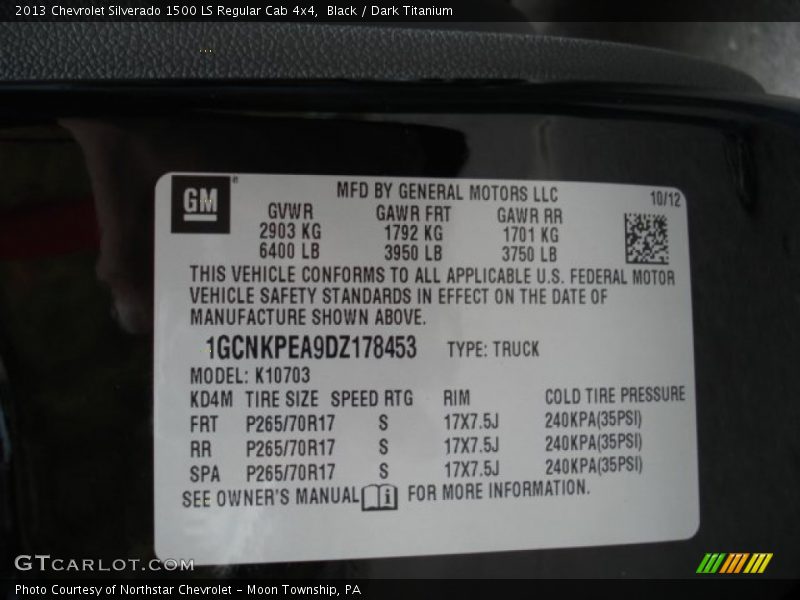 2013 Chevrolet Silverado 1500 LS Regular Cab 4x4,  Black / Dark Titanium
GM®
MFD BY GENERAL MOTORS LLC
10/12
GVWR GAWR FRT GAWR RR
2903 KG 1792 KG 1701 KG
6400 LB 3950 LB 3750 LB
THIS VEHICLE CONFORMS TO ALL APPLICABLE U.S. FEDERAL MOTOR
VEHICLE SAFETY STANDARDS IN EFFECT ON THE DATE OF
MANUFACTURE SHOWN ABOVE.
1GCNKPEA9DZ178453 TYPE: TRUCK
MODEL: K10703
KD4M TIRE SIZE SPEED RTG RIM COLD TIRE PRESSURE
FRT P265/70R17 S 17X7.5J 240KPA(35PSI)
RR P265/70R17 S 17X7.5J 240KPA(35PSI)
SPA P265/70R17 S 17X7.5J 240KPA(35PSI)
SEE OWNER'S MANUAL i FOR MORE INFORMATION.
GTCARLOT.COM
Photo Courtesy of Northstar Chevrolet - Moon Township, PA